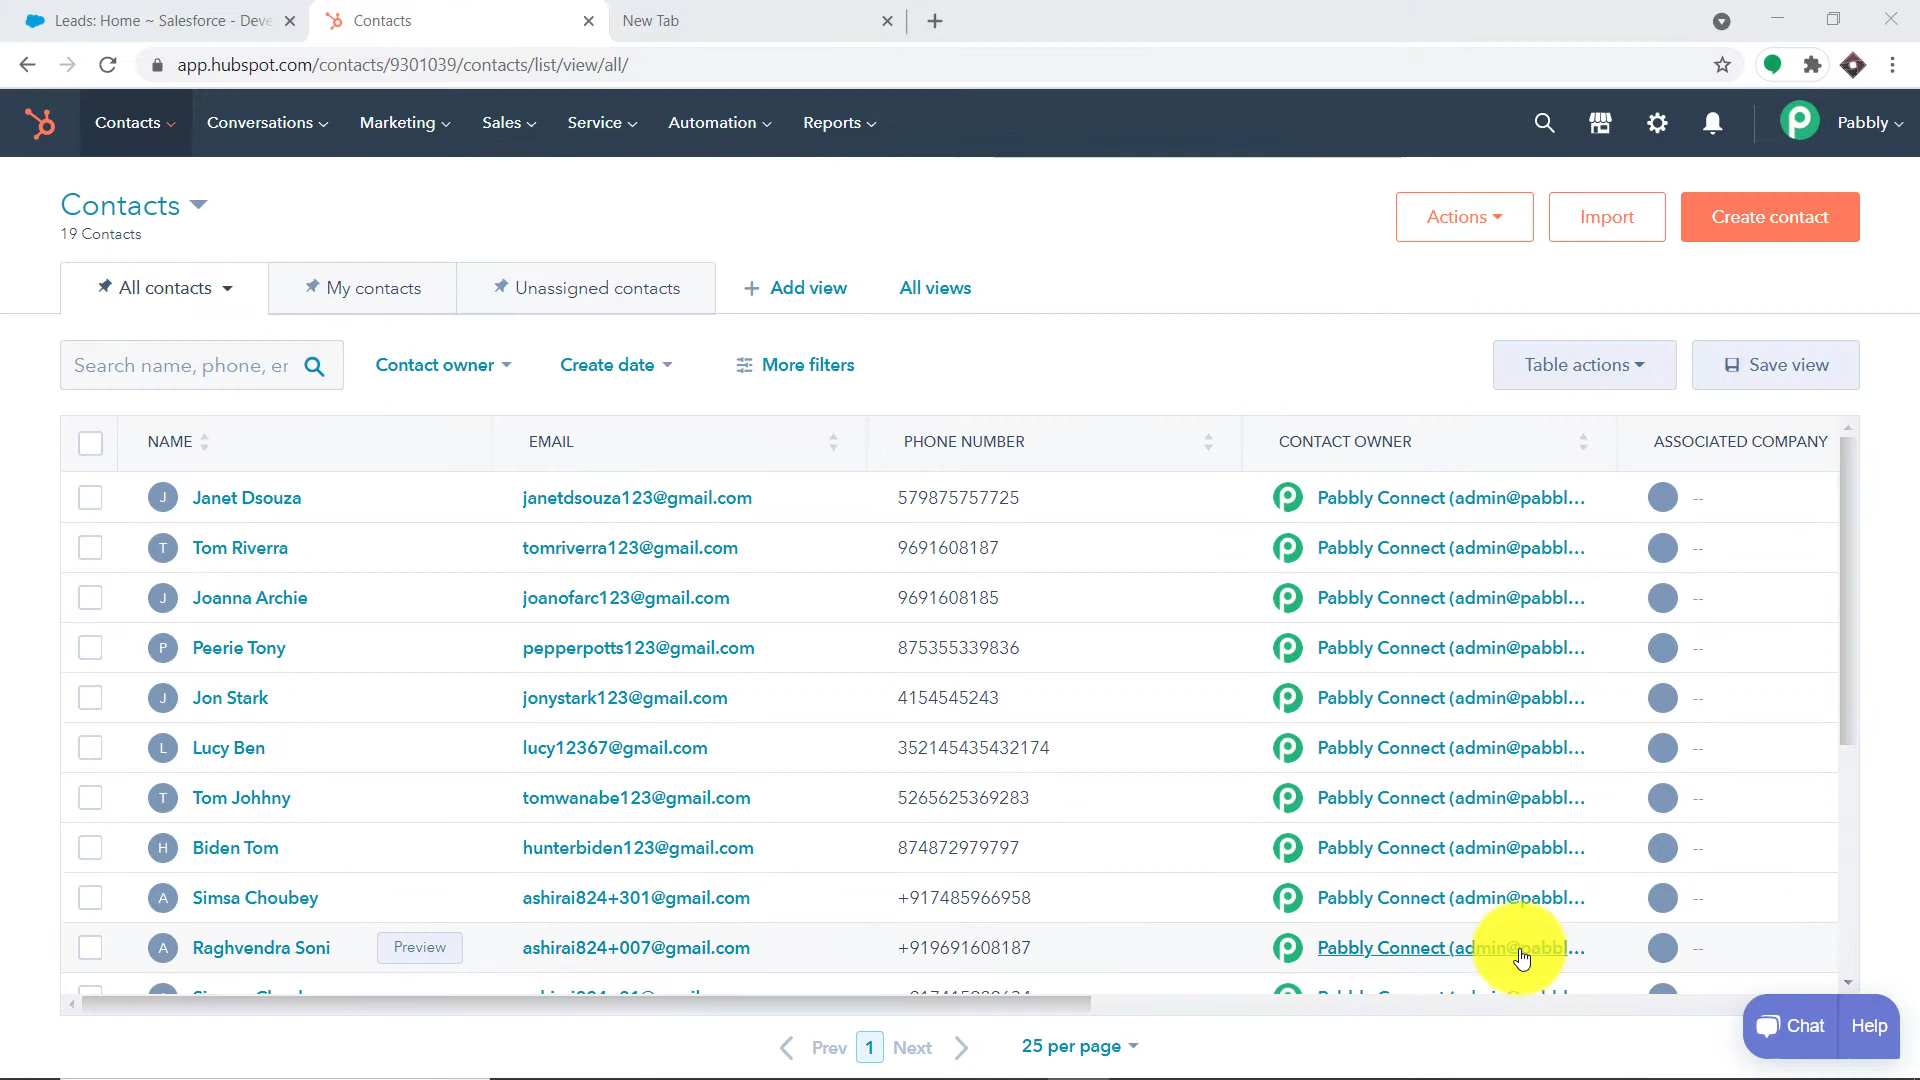 Leads: Home ~ Salesforce - Deve
Contacts
New Tab
app.hubspot.com/contacts/9301039/contacts/list/view/all/
Contacts
Conversations
Marketing
Sales
Service
Automation
Reports
Pabbly
Contacts
19 Contacts
Actions
Import
Create contact
All contacts
My contacts
Unassigned contacts
+ Add view
All views
Search name, phone, er
Contact owner
Create date
More filters
Table actions
Save view
NAME EMAIL PHONE NUMBER CONTACT OWNER ASSOCIATED COMPANY
J Janet Dsouza janetdsouza123@gmail.com 579875757725 Pabbly Connect (admin@pabbl... --
T Tom Riverra tomriverra123@gmail.com 9691608187 Pabbly Connect (admin@pabbl... --
J Joanna Archie joanofarc123@gmail.com 9691608185 Pabbly Connect (admin@pabbl... --
P Peerie Tony pepperpotts123@gmail.com 875355339836 Pabbly Connect (admin@pabbl... --
J Jon Stark jonystark123@gmail.com 4154545243 Pabbly Connect (admin@pabbl... --
L Lucy Ben lucy12367@gmail.com 352145435432174 Pabbly Connect (admin@pabbl... --
T Tom Johhny tomwanabe123@gmail.com 5265625369283 Pabbly Connect (admin@pabbl... --
H Biden Tom hunterbiden123@gmail.com 874872979797 Pabbly Connect (admin@pabbl... --
A Simsa Choubey ashirai824+301@gmail.com +917485966958 Pabbly Connect (admin@pabbl... --
A Raghvendra Soni Preview ashirai824+007@gmail.com +919691608187 Pabbly Connect (admin@pabbl... --
Prev 1 Next
25 per page
Chat
Help